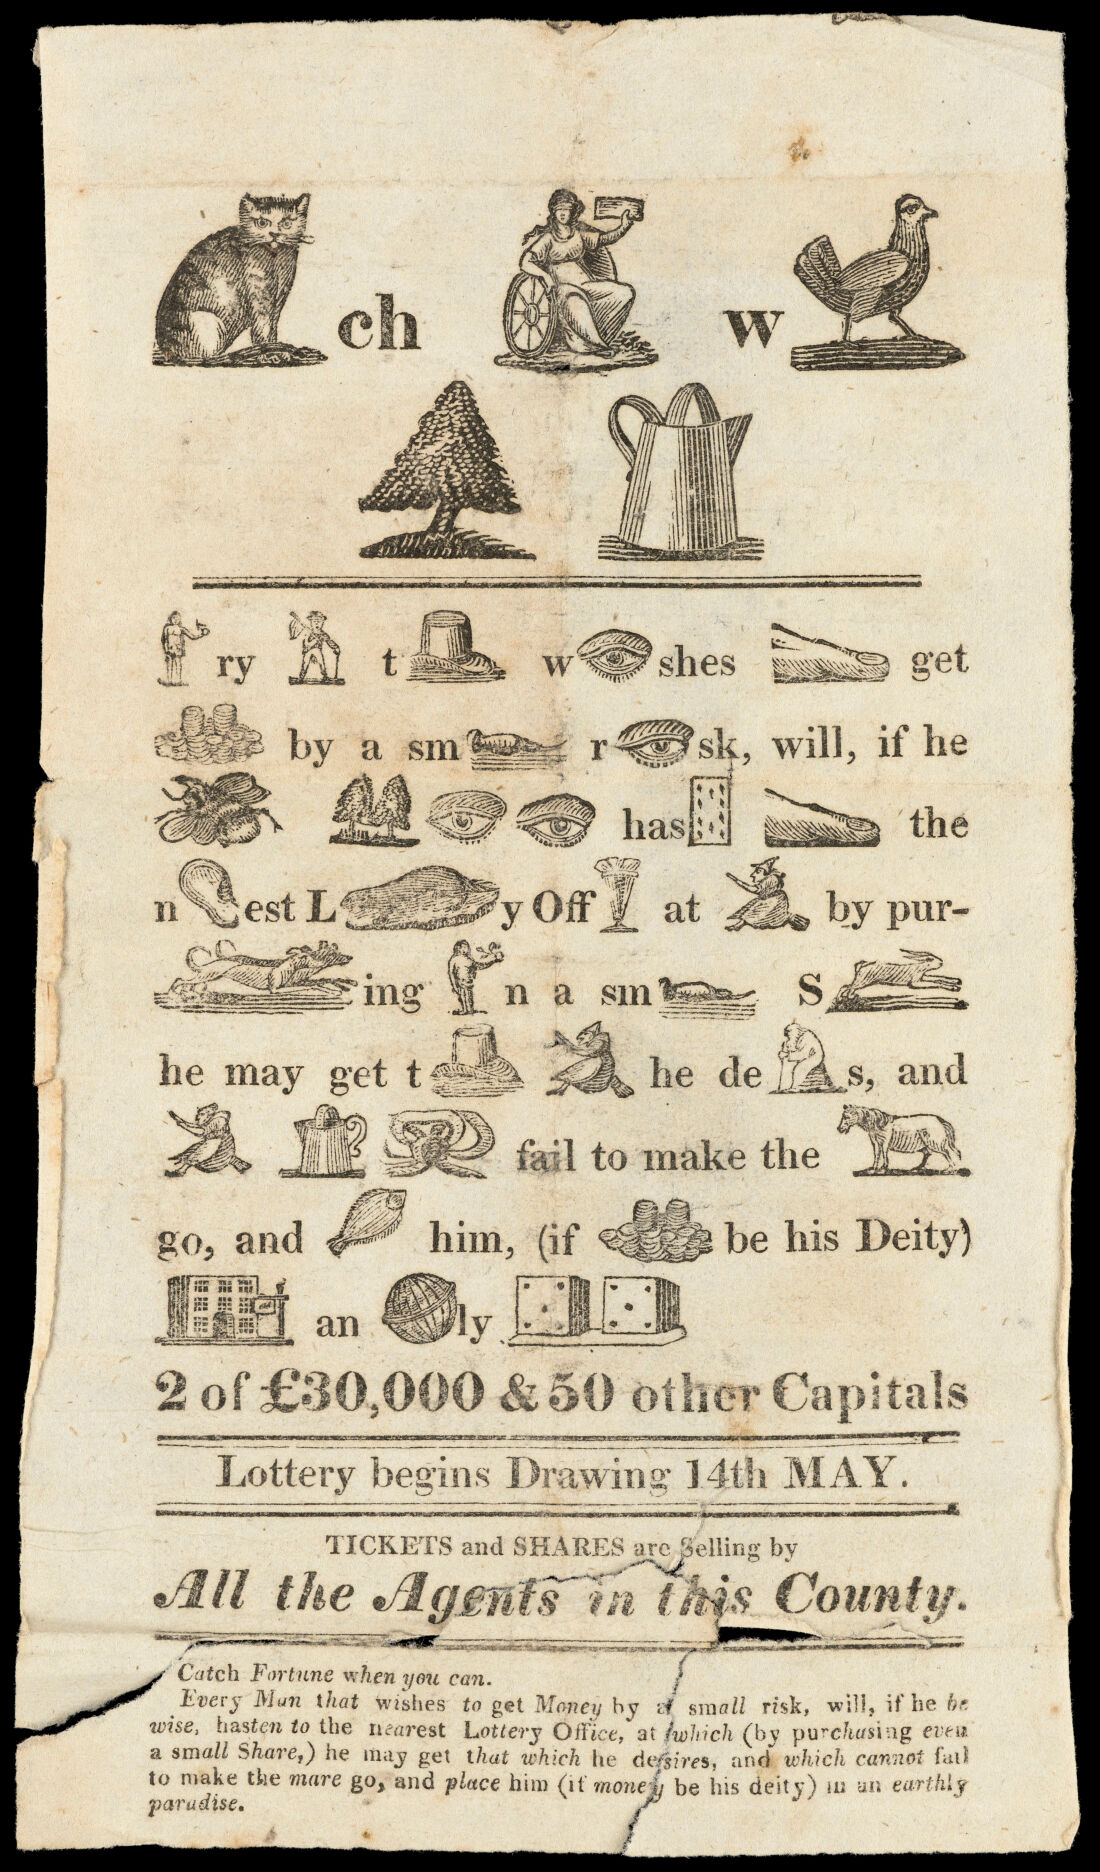 ch w
ry t w shes get
by a sm r sk, will, if he
has the
n est L y Off at by pur-
ing n a sm S
he may get t he de s, and
fail to make the
go, and him, (if be his Deity)
an ly
2 of £30,000 & 50 other Capitals
Lottery begins Drawing 14th MAY.
TICKETS and SHARES are Selling by
All the Agents in this County.
Catch Fortune when you can.
Every Man that wishes to get Money by a small risk, will, if he be
wise, hasten to the nearest Lottery Office, at which (by purchasing even
a small Share,) he may get that which he desires, and which cannot fail
to make the mare go, and place him (if money be his deity) in an earthly
paradise.